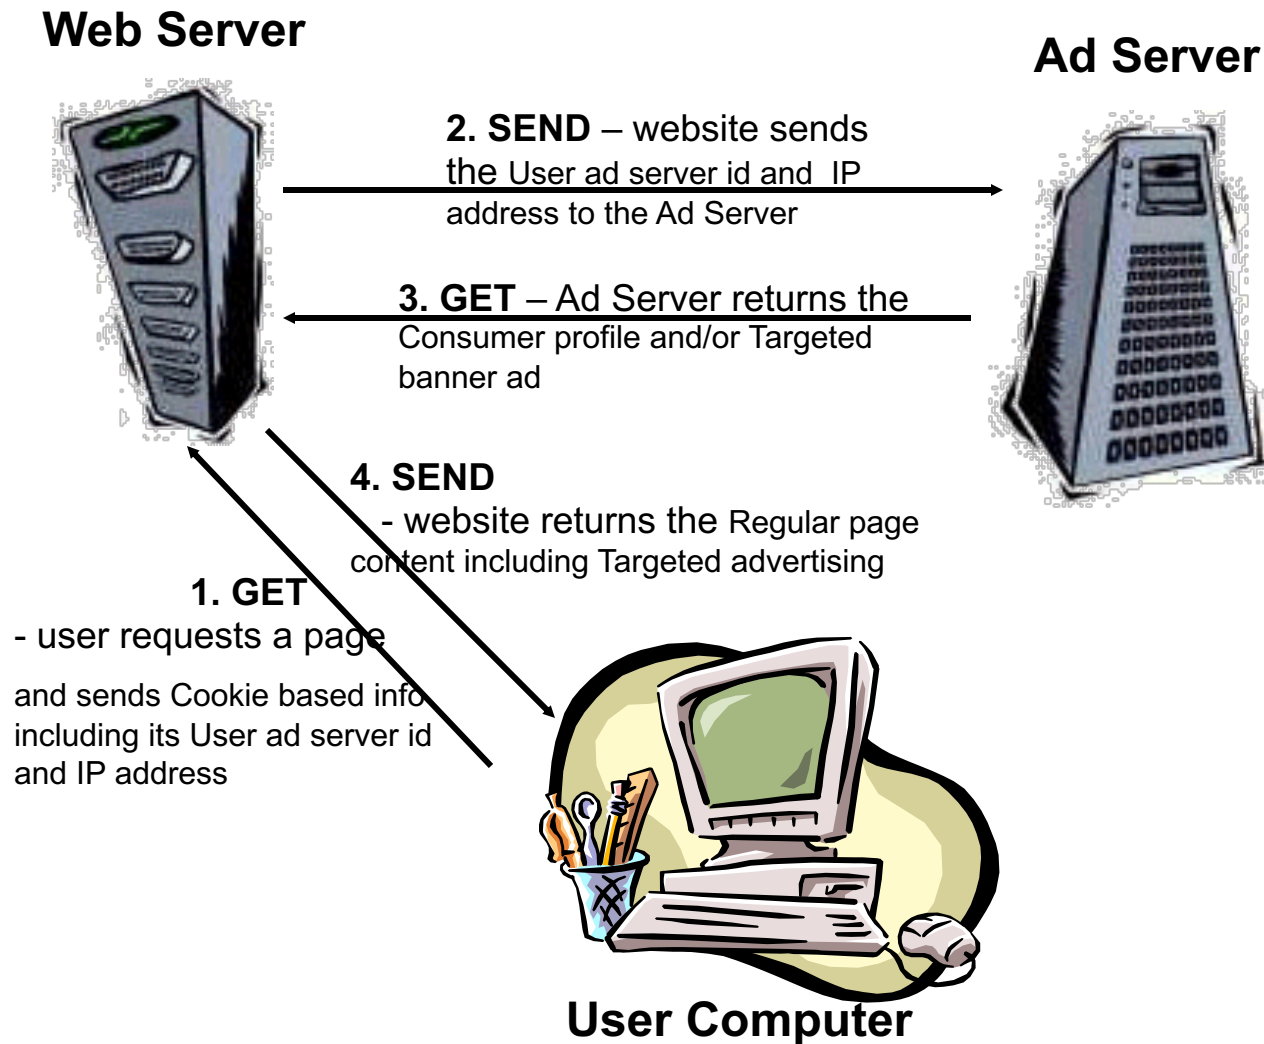 Web Server
Ad Server
2. SEND – website sends
the User ad server id and IP
address to the Ad Server
3. GET – Ad Server returns the
Consumer profile and/or Targeted
banner ad
4. SEND
- website returns the Regular page
content including Targeted advertising
1. GET
- user requests a page
and sends Cookie based info
including its User ad server id
and IP address
User Computer